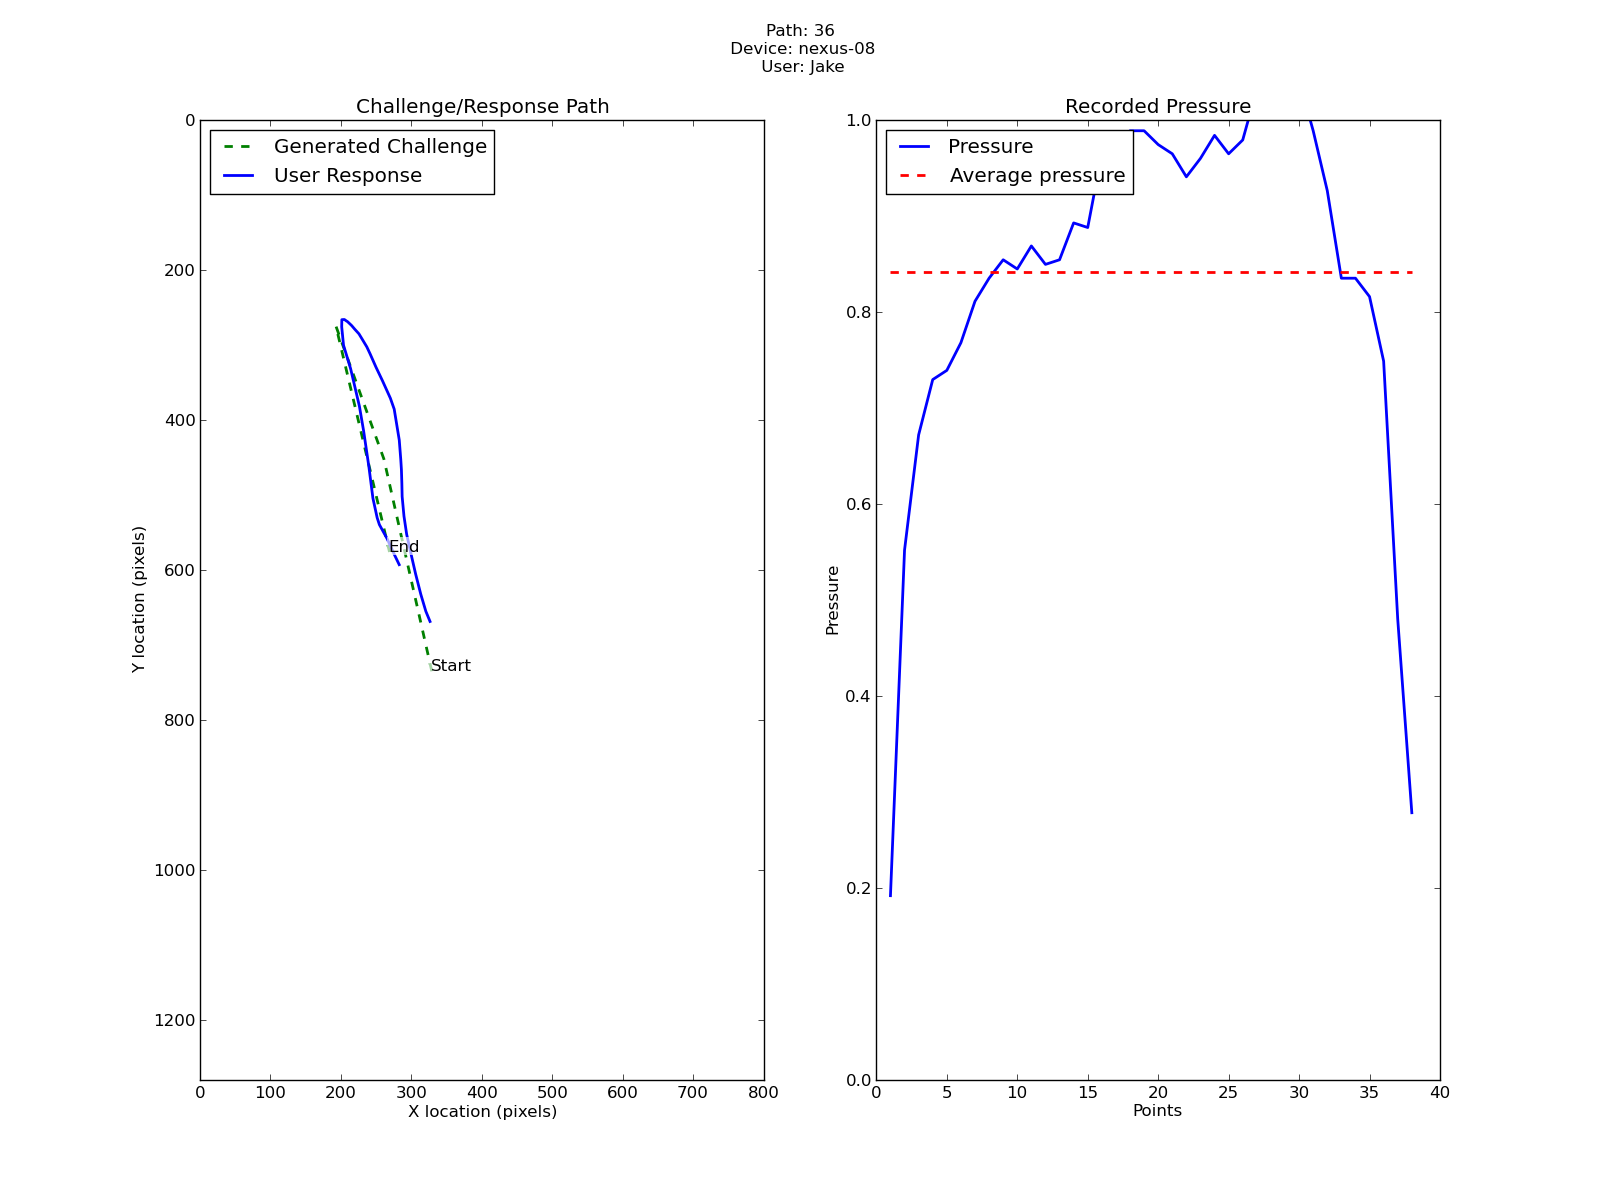 Path: 36
Device: nexus-08
User: Jake
Challenge/Response Path
0
200
400
600
800
1000
1200
Y location (pixels)
Generated Challenge
User Response
End
Start
0 100 200 300 400 500 600 700 800
X location (pixels)
Recorded Pressure
1.0
0.8
0.6
0.4
0.2
0.0
Pressure
Pressure
Average pressure
0 5 10 15 20 25 30 35 40
Points